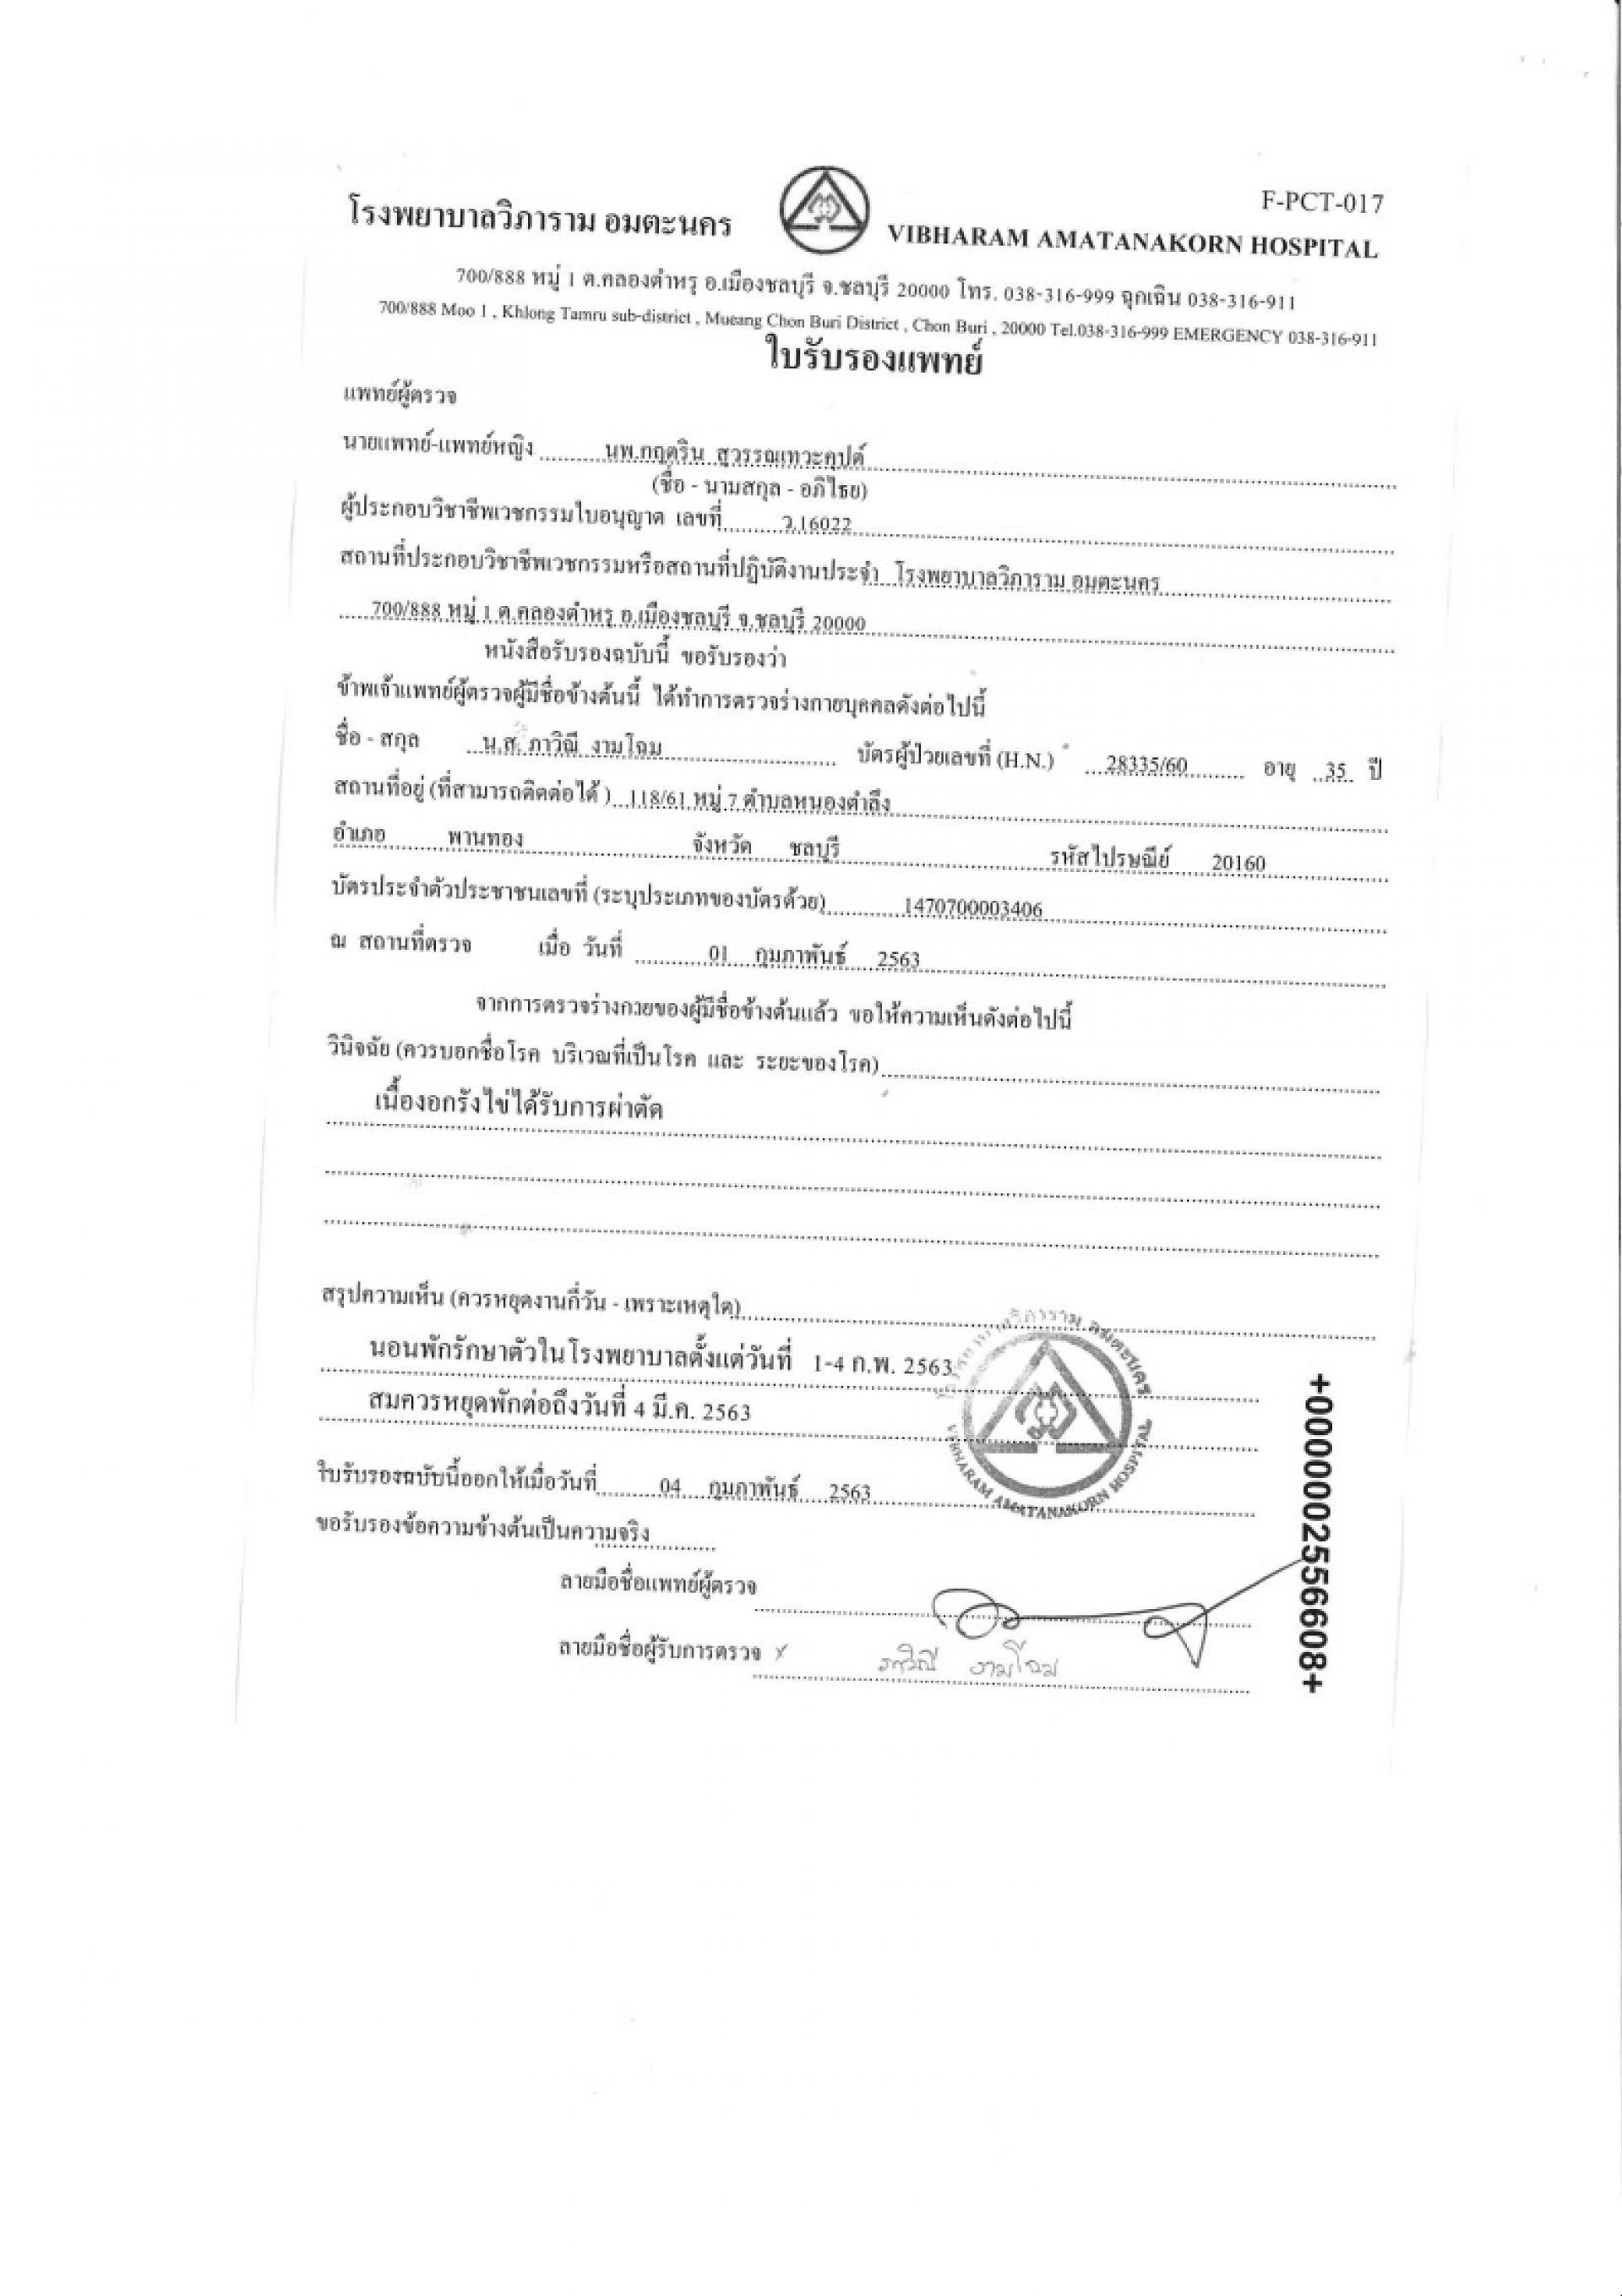 F-PCT-017
โรงพยาบาลวิภาราม อมตะนคร
VIBHARAM AMATANAKORN HOSPITAL
700/888 หมู่ 1 ต.คลองตำหรุ อ.เมืองชลบุรี จ.ชลบุรี 20000 โทร. 038-316-999 ฉุกเฉิน 038-316-911
700/888 Moo 1 , Khlong Tamru sub-district , Mueang Chon Buri District , Chon Buri , 20000 Tel.038-316-999 EMERGENCY 038-316-911
ใบรับรองแพทย์
แพทย์ผู้ตรวจ
นายแพทย์-แพทย์หญิง นพ.กฤตริน สุวรรณเทวะคุปต์
(ชื่อ - นามสกุล - อภิไธย)
ผู้ประกอบวิชาชีพเวชกรรมใบอนุญาต เลขที่ ว.16022
สถานที่ประกอบวิชาชีพเวชกรรมหรือสถานที่ปฏิบัติงานประจำ โรงพยาบาลวิภาราม อมตะนคร
700/888 หมู่ 1 ต.คลองตำหรุ อ.เมืองชลบุรี จ.ชลบุรี 20000
หนังสือรับรองฉบับนี้ ขอรับรองว่า
ข้าพเจ้าแพทย์ผู้ตรวจผู้มีชื่อข้างต้นนี้ ได้ทำการตรวจร่างกายบุคคลดังต่อไปนี้
ชื่อ - สกุล น.ส. ภาวิณี งามโฉม บัตรผู้ป่วยเลขที่ (H.N.) 28335/60 อายุ 35 ปี
สถานที่อยู่ (ที่สามารถติดต่อได้ ) 118/61 หมู่ 7 ตำบลหนองตำลึง
อำเภอ พานทอง จังหวัด ชลบุรี รหัสไปรษณีย์ 20160
บัตรประจำตัวประชาชนเลขที่ (ระบุประเภทของบัตรด้วย) 1470700003406
ณ สถานที่ตรวจ เมื่อ วันที่ 01 กุมภาพันธ์ 2563
จากการตรวจร่างกายของผู้มีชื่อข้างต้นแล้ว ขอให้ความเห็นดังต่อไปนี้
วินิจฉัย (ควรบอกชื่อโรค บริเวณที่เป็นโรค และ ระยะของโรค)
เนื้องอกรังไข่ได้รับการผ่าตัด
สรุปความเห็น (ควรหยุดงานกี่วัน - เพราะเหตุใด)
นอนพักรักษาตัวในโรงพยาบาลตั้งแต่วันที่ 1-4 ก.พ. 2563
สมควรหยุดพักต่อถึงวันที่ 4 มี.ค. 2563
โรงพยาบาลวิภาราม อมตะนคร
VIBHARAM AMATANAKORN HOSPITAL
ใบรับรองฉบับนี้ออกให้เมื่อวันที่ 04 กุมภาพันธ์ 2563
ขอรับรองข้อความข้างต้นเป็นความจริง
ลายมือชื่อแพทย์ผู้ตรวจ
ลายมือชื่อผู้รับการตรวจ x ภาวิณี งามโฉม
+000002556608+